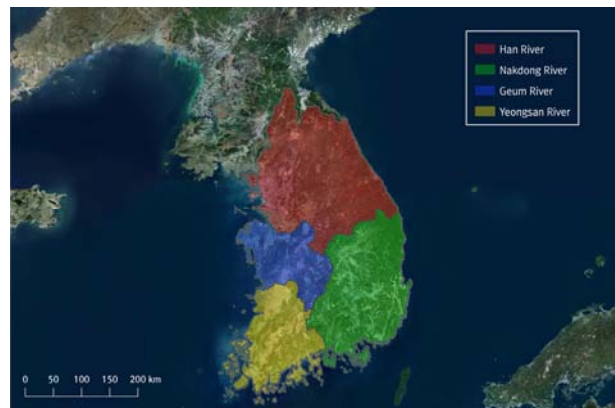 Han River
Nakdong River
Geum River
Yeongsan River
0 50 100 150 200 km